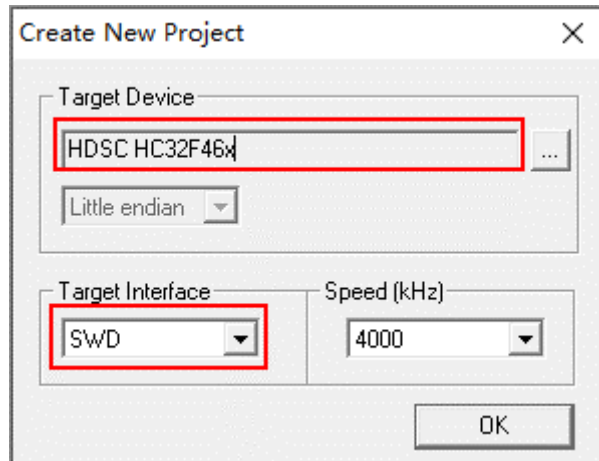 Create New Project
Target Device
HDSC HC32F46x
...
Little endian
Target Interface
Speed (kHz)
SWD
4000
OK